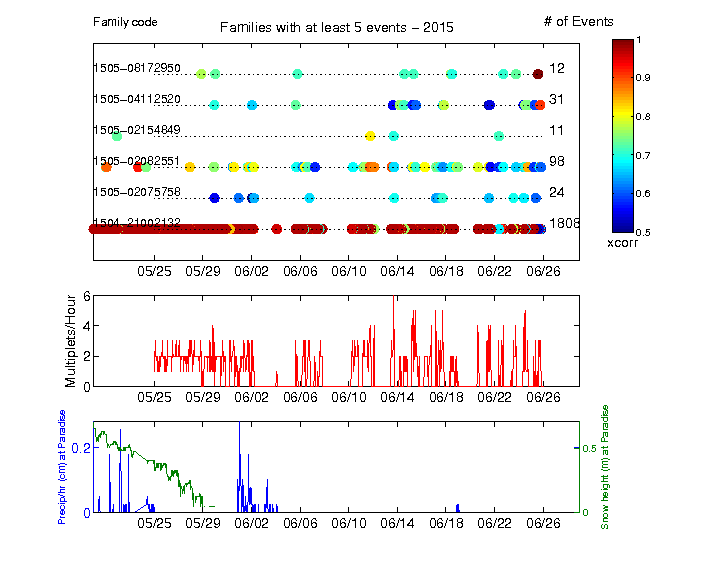 Family code
Families with at least 5 events - 2015
# of Events
1505-08172950
12
1505-04112520
31
1505-02154849
11
1505-02082551
98
1505-02075758
24
1504-21002132
1808
05/25 05/29 06/02 06/06 06/10 06/14 06/18 06/22 06/26
1
0.9
0.8
0.7
0.6
0.5
xcorr
Multiplets/Hour
6
4
2
0
05/25 05/29 06/02 06/06 06/10 06/14 06/18 06/22 06/26
Precip/hr (cm) at Paradise
0.2
0
0.5
0
Snow height (m) at Paradise
05/25 05/29 06/02 06/06 06/10 06/14 06/18 06/22 06/26